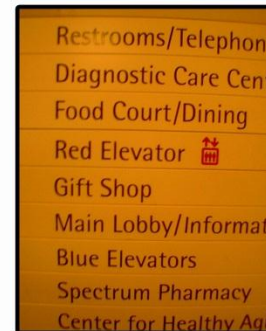 Restrooms/Telephon
Diagnostic Care Cen
Food Court/Dining
Red Elevator
Gift Shop
Main Lobby/Informat
Blue Elevators
Spectrum Pharmacy
Center for Healthy Ag